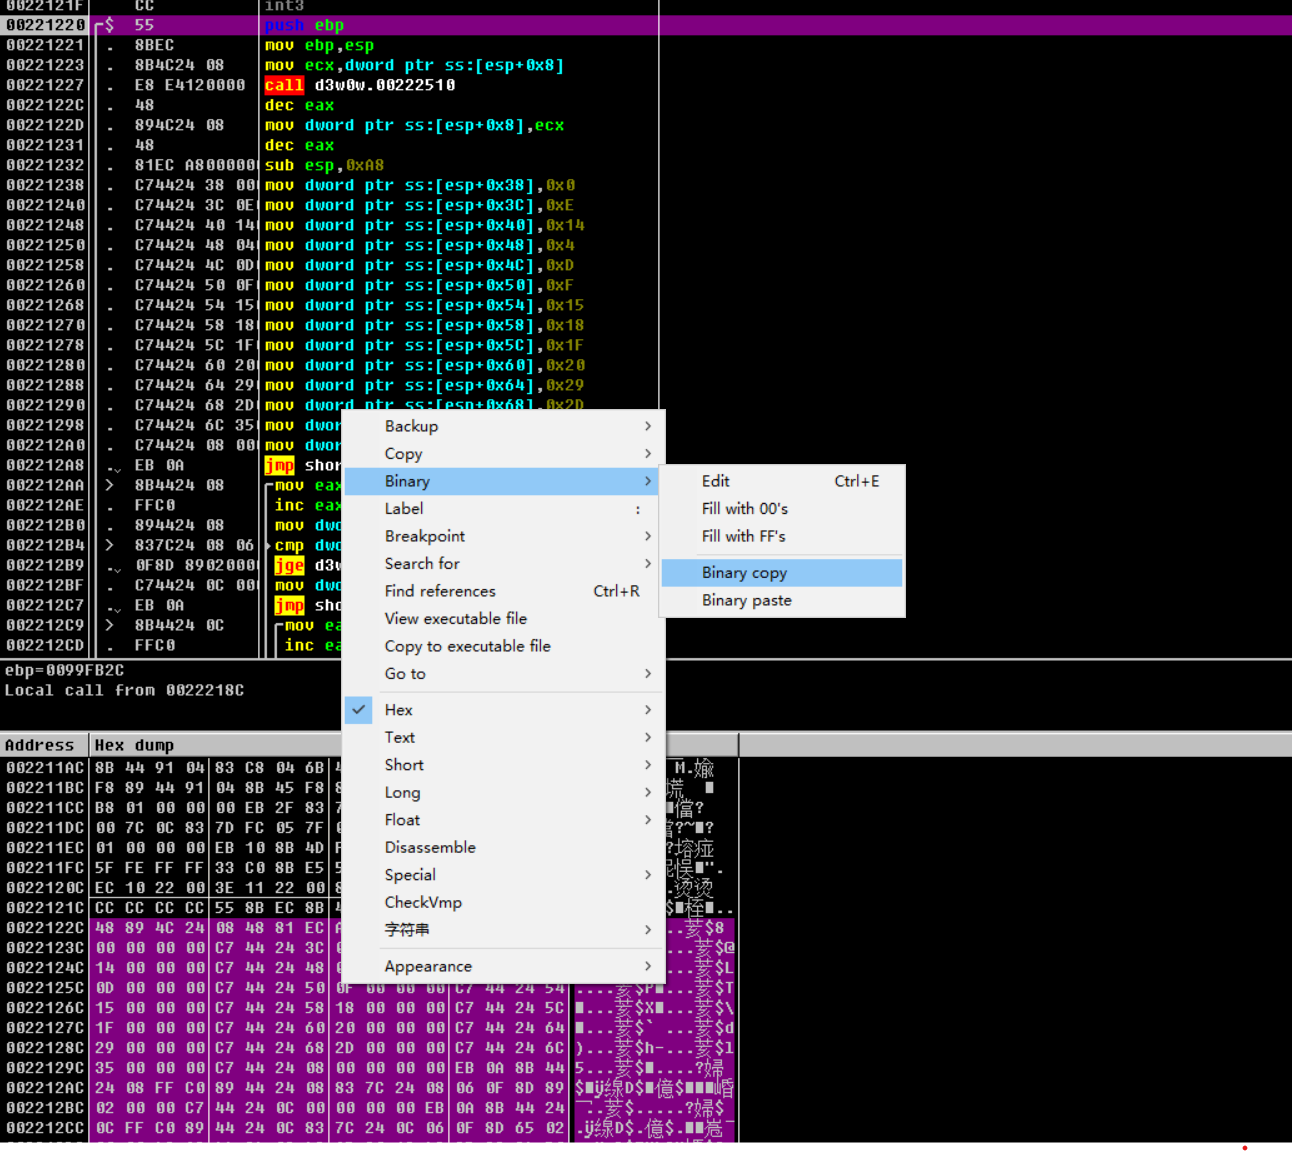 0022121F CC int3
00221220 $ 55 push ebp
00221221 . 8BEC mov ebp,esp
00221223 . 8B4C24 08 mov ecx,dword ptr ss:[esp+0x8]
00221227 . E8 E4120000 call d3w0w.00222510
0022122C . 48 dec eax
0022122D . 894C24 08 mov dword ptr ss:[esp+0x8],ecx
00221231 . 48 dec eax
00221232 . 81EC A800000 sub esp,0xA8
00221238 . C74424 38 00 mov dword ptr ss:[esp+0x38],0x0
00221240 . C74424 3C 0E mov dword ptr ss:[esp+0x3C],0xE
00221248 . C74424 40 14 mov dword ptr ss:[esp+0x40],0x14
00221250 . C74424 48 04 mov dword ptr ss:[esp+0x48],0x4
00221258 . C74424 4C 0D mov dword ptr ss:[esp+0x4C],0xD
00221260 . C74424 50 0F mov dword ptr ss:[esp+0x50],0xF
00221268 . C74424 54 15 mov dword ptr ss:[esp+0x54],0x15
00221270 . C74424 58 18 mov dword ptr ss:[esp+0x58],0x18
00221278 . C74424 5C 1F mov dword ptr ss:[esp+0x5C],0x1F
00221280 . C74424 60 20 mov dword ptr ss:[esp+0x60],0x20
00221288 . C74424 64 29 mov dword ptr ss:[esp+0x64],0x29
00221290 . C74424 68 2D mov dword ptr ss:[esp+0x68],0x2D
00221298 . C74424 6C 35 mov dwor
002212A0 . C74424 08 00 mov dwor
002212A8 . EB 0A jmp shor
002212AA > 8B4424 08 mov eax
002212AE . FFC0 inc eax
002212B0 . 894424 08 mov dwo
002212B4 > 837C24 08 06 cmp dwo
002212B9 . 0F8D 8902000 jge d3w
002212BF . C74424 0C 00 mov dwo
002212C7 . EB 0A jmp sho
002212C9 > 8B4424 0C mov ea
002212CD . FFC0 inc ea
ebp=0099FB2C
Local call from 0022218C
Backup
Copy
Binary
Label :
Breakpoint
Search for
Find references Ctrl+R
View executable file
Copy to executable file
Go to
Hex
Text
Short
Long
Float
Disassemble
Special
CheckVmp
字符串
Appearance
Edit Ctrl+E
Fill with 00's
Fill with FF's
Binary copy
Binary paste
Address Hex dump
002211AC 8B 44 91 04 83 C8 04 6B
002211BC F8 89 44 91 04 8B 45 F8
002211CC B8 01 00 00 00 EB 2F 83
002211DC 00 7C 0C 83 7D FC 05 7F
002211EC 01 00 00 00 EB 10 8B 4D
002211FC 5F FE FF FF 33 C0 8B E5
0022120C EC 10 22 00 3E 11 22 00
0022121C CC CC CC CC 55 8B EC 8B
0022122C 48 89 4C 24 08 48 81 EC
0022123C 00 00 00 00 C7 44 24 3C
0022124C 14 00 00 00 C7 44 24 48
0022125C 0D 00 00 00 C7 44 24 50 0F 00 00 00 C7 44 24 54
0022126C 15 00 00 00 C7 44 24 58 18 00 00 00 C7 44 24 5C
0022127C 1F 00 00 00 C7 44 24 60 20 00 00 00 C7 44 24 64
0022128C 29 00 00 00 C7 44 24 68 2D 00 00 00 C7 44 24 6C
0022129C 35 00 00 00 C7 44 24 08 00 00 00 00 EB 0A 8B 44
002212AC 24 08 FF C0 89 44 24 08 83 7C 24 08 06 0F 8D 89
002212BC 02 00 00 C7 44 24 0C 00 00 00 00 EB 0A 8B 44 24
002212CC 0C FF C0 89 44 24 0C 83 7C 24 0C 06 0F 8D 65 02